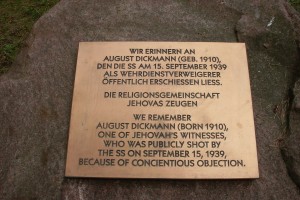 WIR ERINNERN AN
AUGUST DICKMANN (GEB. 1910),
DEN DIE SS AM 15. SEPTEMBER 1939
ALS WEHRDIENSTVERWEIGERER
ÖFFENTLICH ERSCHIESSEN LIESS.
DIE RELIGIONSGEMEINSCHAFT
JEHOVAS ZEUGEN
WE REMEMBER
AUGUST DICKMANN (BORN 1910),
ONE OF JEHOVAH'S WITNESSES,
WHO WAS PUBLICLY SHOT BY
THE SS ON SEPTEMBER 15, 1939,
BECAUSE OF CONCIENTIOUS OBJECTION.